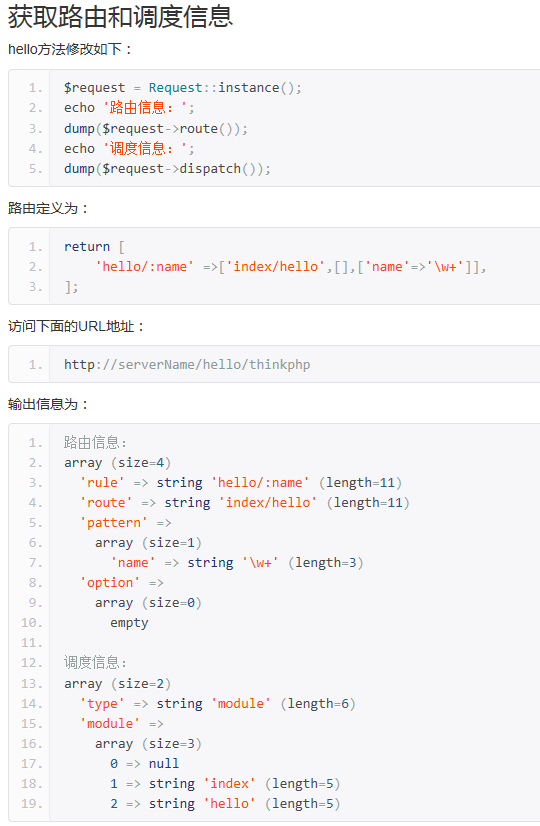 获取路由和调度信息
hello方法修改如下：
1. $request = Request::instance();
2. echo '路由信息：';
3. dump($request->route());
4. echo '调度信息：';
5. dump($request->dispatch());
路由定义为：
1. return [
2.     'hello/:name' =>['index/hello',[],['name'=>'\w+']],
3. ];
访问下面的URL地址：
1. http://serverName/hello/thinkphp
输出信息为：
1. 路由信息：
2. array (size=4)
3.   'rule' => string 'hello/:name' (length=11)
4.   'route' => string 'index/hello' (length=11)
5.   'pattern' =>
6.     array (size=1)
7.       'name' => string '\w+' (length=3)
8.   'option' =>
9.     array (size=0)
10.       empty
11.
12. 调度信息：
13. array (size=2)
14.   'type' => string 'module' (length=6)
15.   'module' =>
16.     array (size=3)
17.       0 => null
18.       1 => string 'index' (length=5)
19.       2 => string 'hello' (length=5)